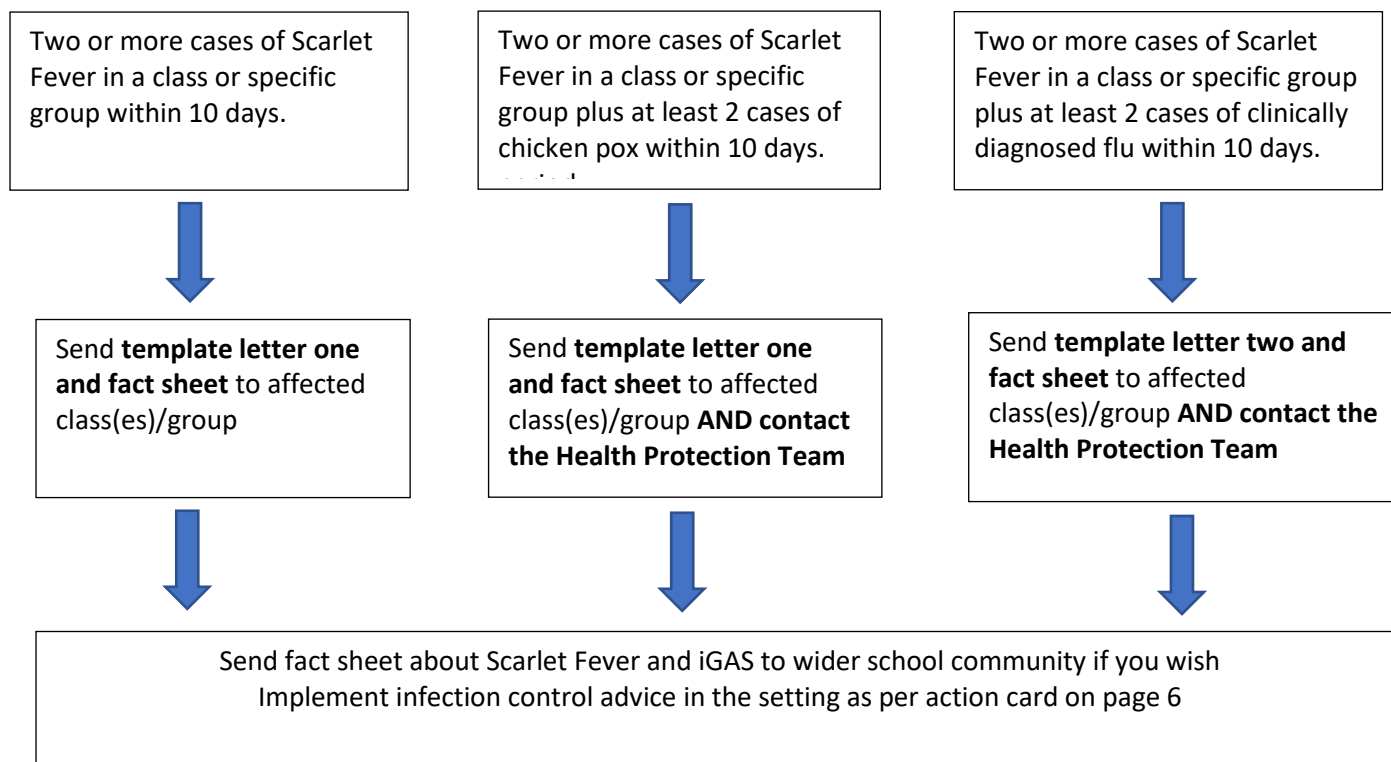 Two or more cases of Scarlet
Fever in a class or specific
group within 10 days.
Two or more cases of Scarlet
Fever in a class or specific
group plus at least 2 cases of
chicken pox within 10 days.
Two or more cases of Scarlet
Fever in a class or specific group
plus at least 2 cases of clinically
diagnosed flu within 10 days.
Send template letter one
and fact sheet to affected
class(es)/group
Send template letter one
and fact sheet to affected
class(es)/group AND contact
the Health Protection Team
Send template letter two and
fact sheet to affected
class(es)/group AND contact the
Health Protection Team
Send fact sheet about Scarlet Fever and iGAS to wider school community if you wish
Implement infection control advice in the setting as per action card on page 6